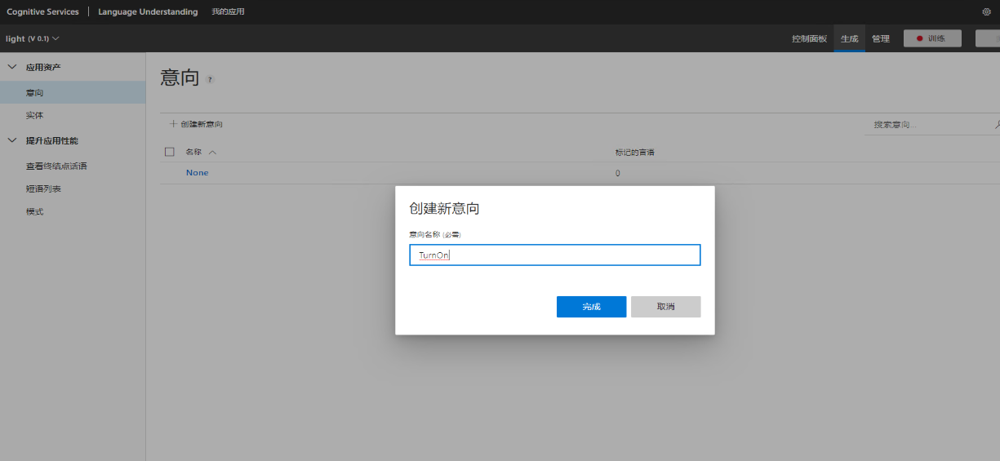 Cognitive Services Language Understanding 我的应用
light (V 0.1)
控制面板 生成 管理 训练
应用资产
意向
实体
提升应用性能
查看终结点话语
短语列表
模式
意向 ?
+ 创建新意向
搜索意向...
名称 标记的言语
None 0
创建新意向
意向名称 (必需)
TurnOn
完成 取消